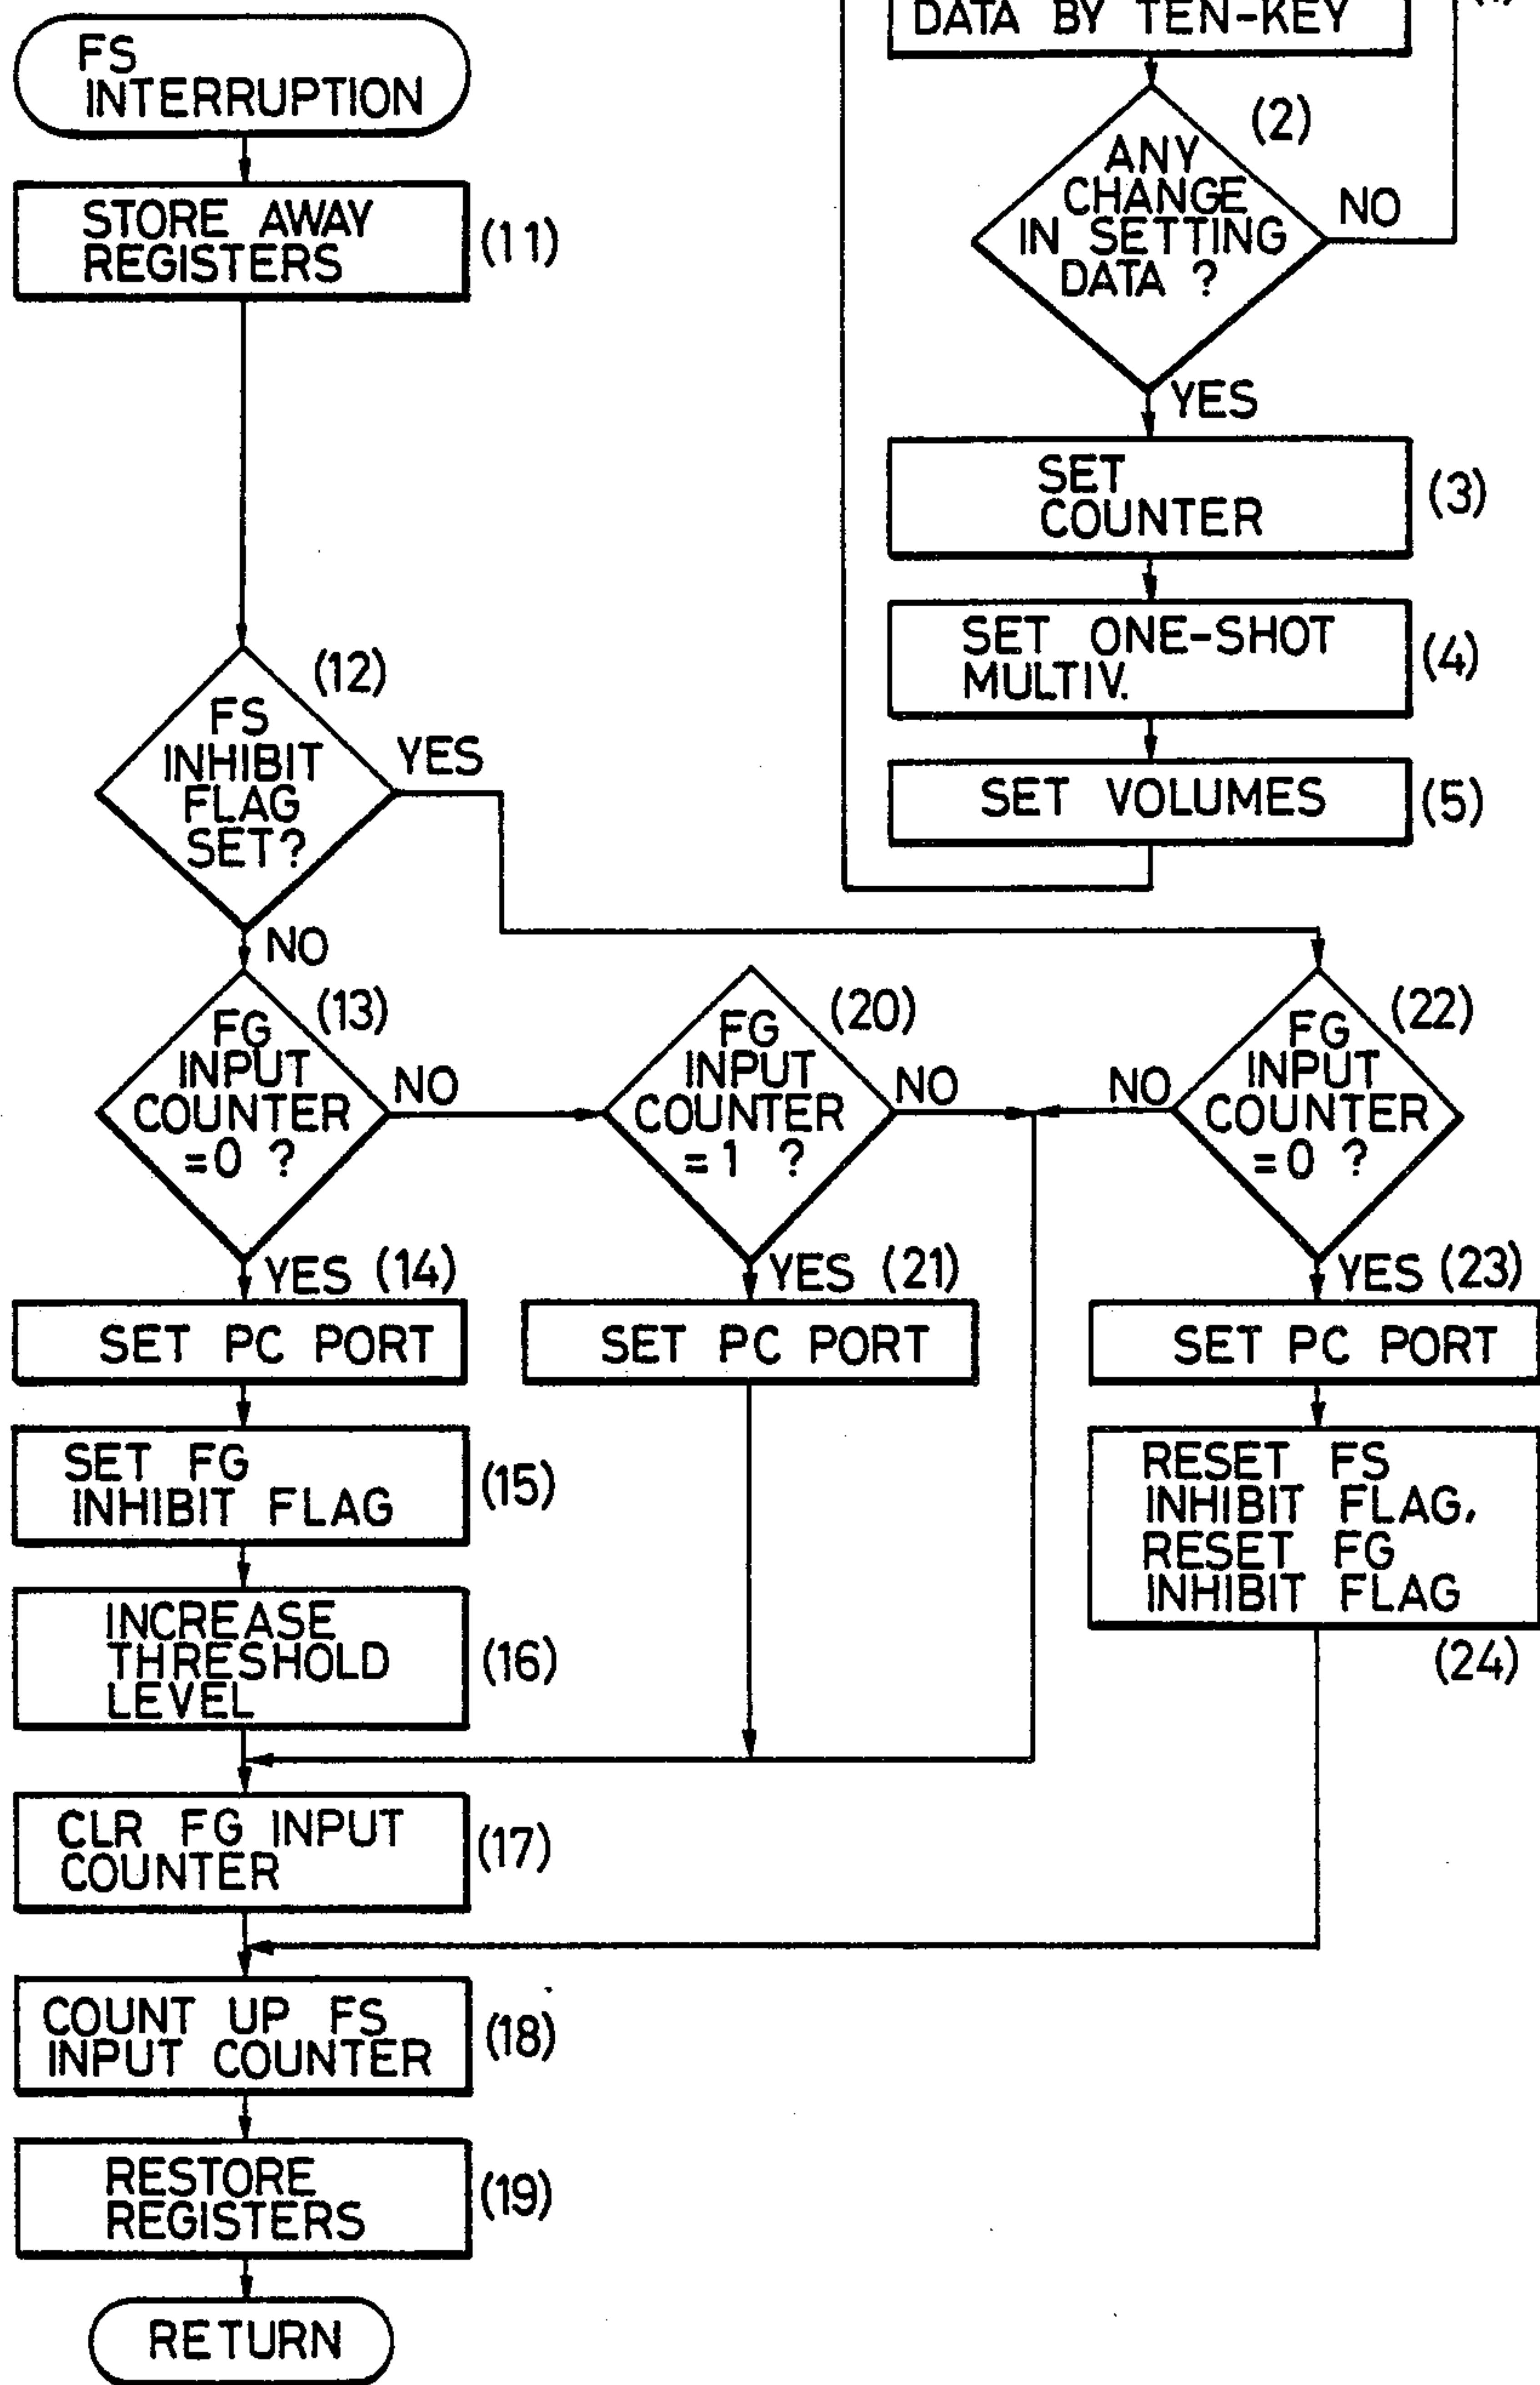 FS
INTERRUPTION
STORE AWAY
REGISTERS
(11)
(12)
FS
INHIBIT
FLAG
SET?
YES
NO
DATA BY TEN-KEY
(2)
ANY
CHANGE
IN SETTING
DATA ?
NO
YES
SET
COUNTER
(3)
SET ONE-SHOT
MULTIV.
(4)
SET VOLUMES
(5)
(13)
FG
INPUT
COUNTER
=0 ?
NO
YES (14)
(20)
FG
INPUT
COUNTER
=1 ?
NO
YES (21)
(22)
FG
INPUT
COUNTER
=0 ?
NO
YES (23)
SET PC PORT
SET PC PORT
SET PC PORT
SET FG
INHIBIT FLAG
(15)
RESET FS
INHIBIT FLAG,
RESET FG
INHIBIT FLAG
(24)
INCREASE
THRESHOLD
LEVEL
(16)
CLR FG INPUT
COUNTER
(17)
COUNT UP FS
INPUT COUNTER
(18)
RESTORE
REGISTERS
(19)
RETURN